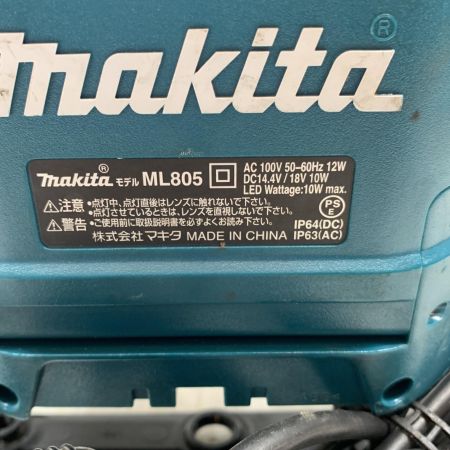 makita®
makita® モデル ML805 AC 100V 50-60Hz 12W
DC14.4V / 18V 10W
LED Wattage:10W max.
⚠注意 ●点灯中、点灯直後はレンズに触れないで下さい。
●点灯させているときは、レンズを直視しないで下さい。
⚠警告 ●ご使用前に取扱説明書を必ずよくお読み下さい。
PS E
IP64(DC)
株式会社 マキタ MADE IN CHINA IP63(AC)